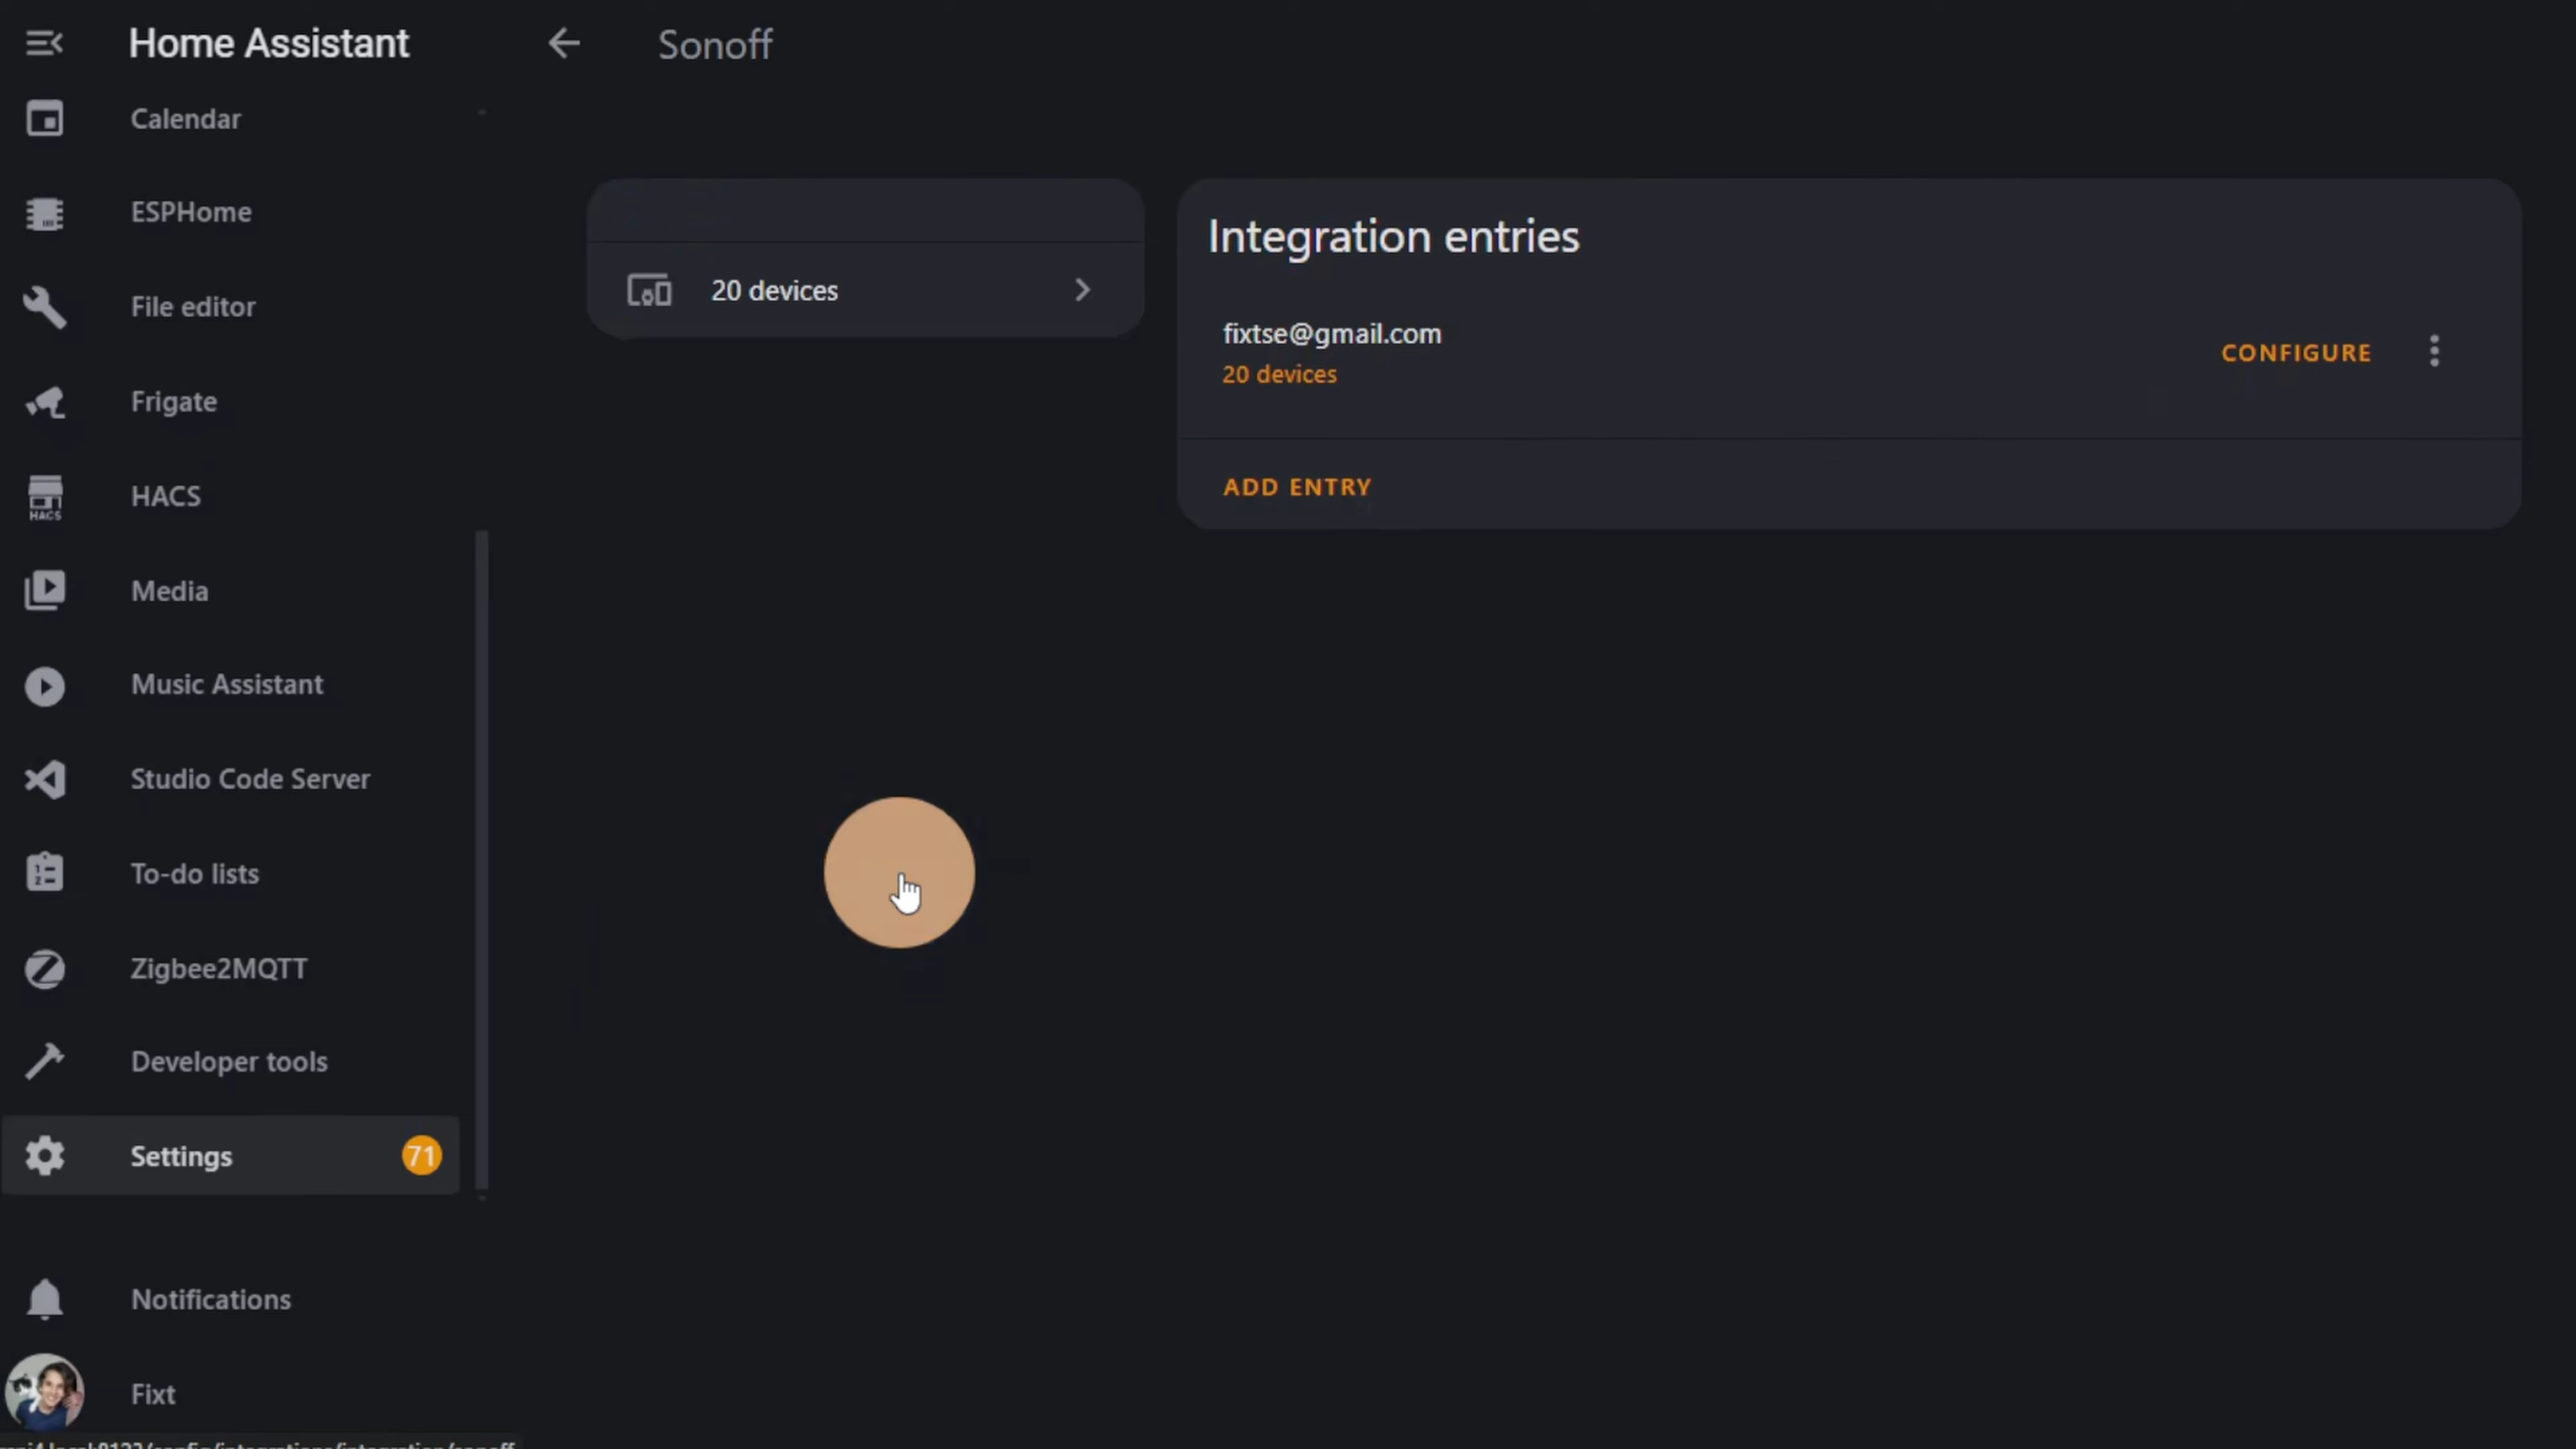 Home Assistant
Sonoff
Calendar
ESPHome
File editor
Frigate
HACS
HACS
Media
Music Assistant
Studio Code Server
To-do lists
Zigbee2MQTT
Developer tools
Settings
71
Notifications
Fixt
20 devices
Integration entries
fixtse@gmail.com
20 devices
CONFIGURE
ADD ENTRY